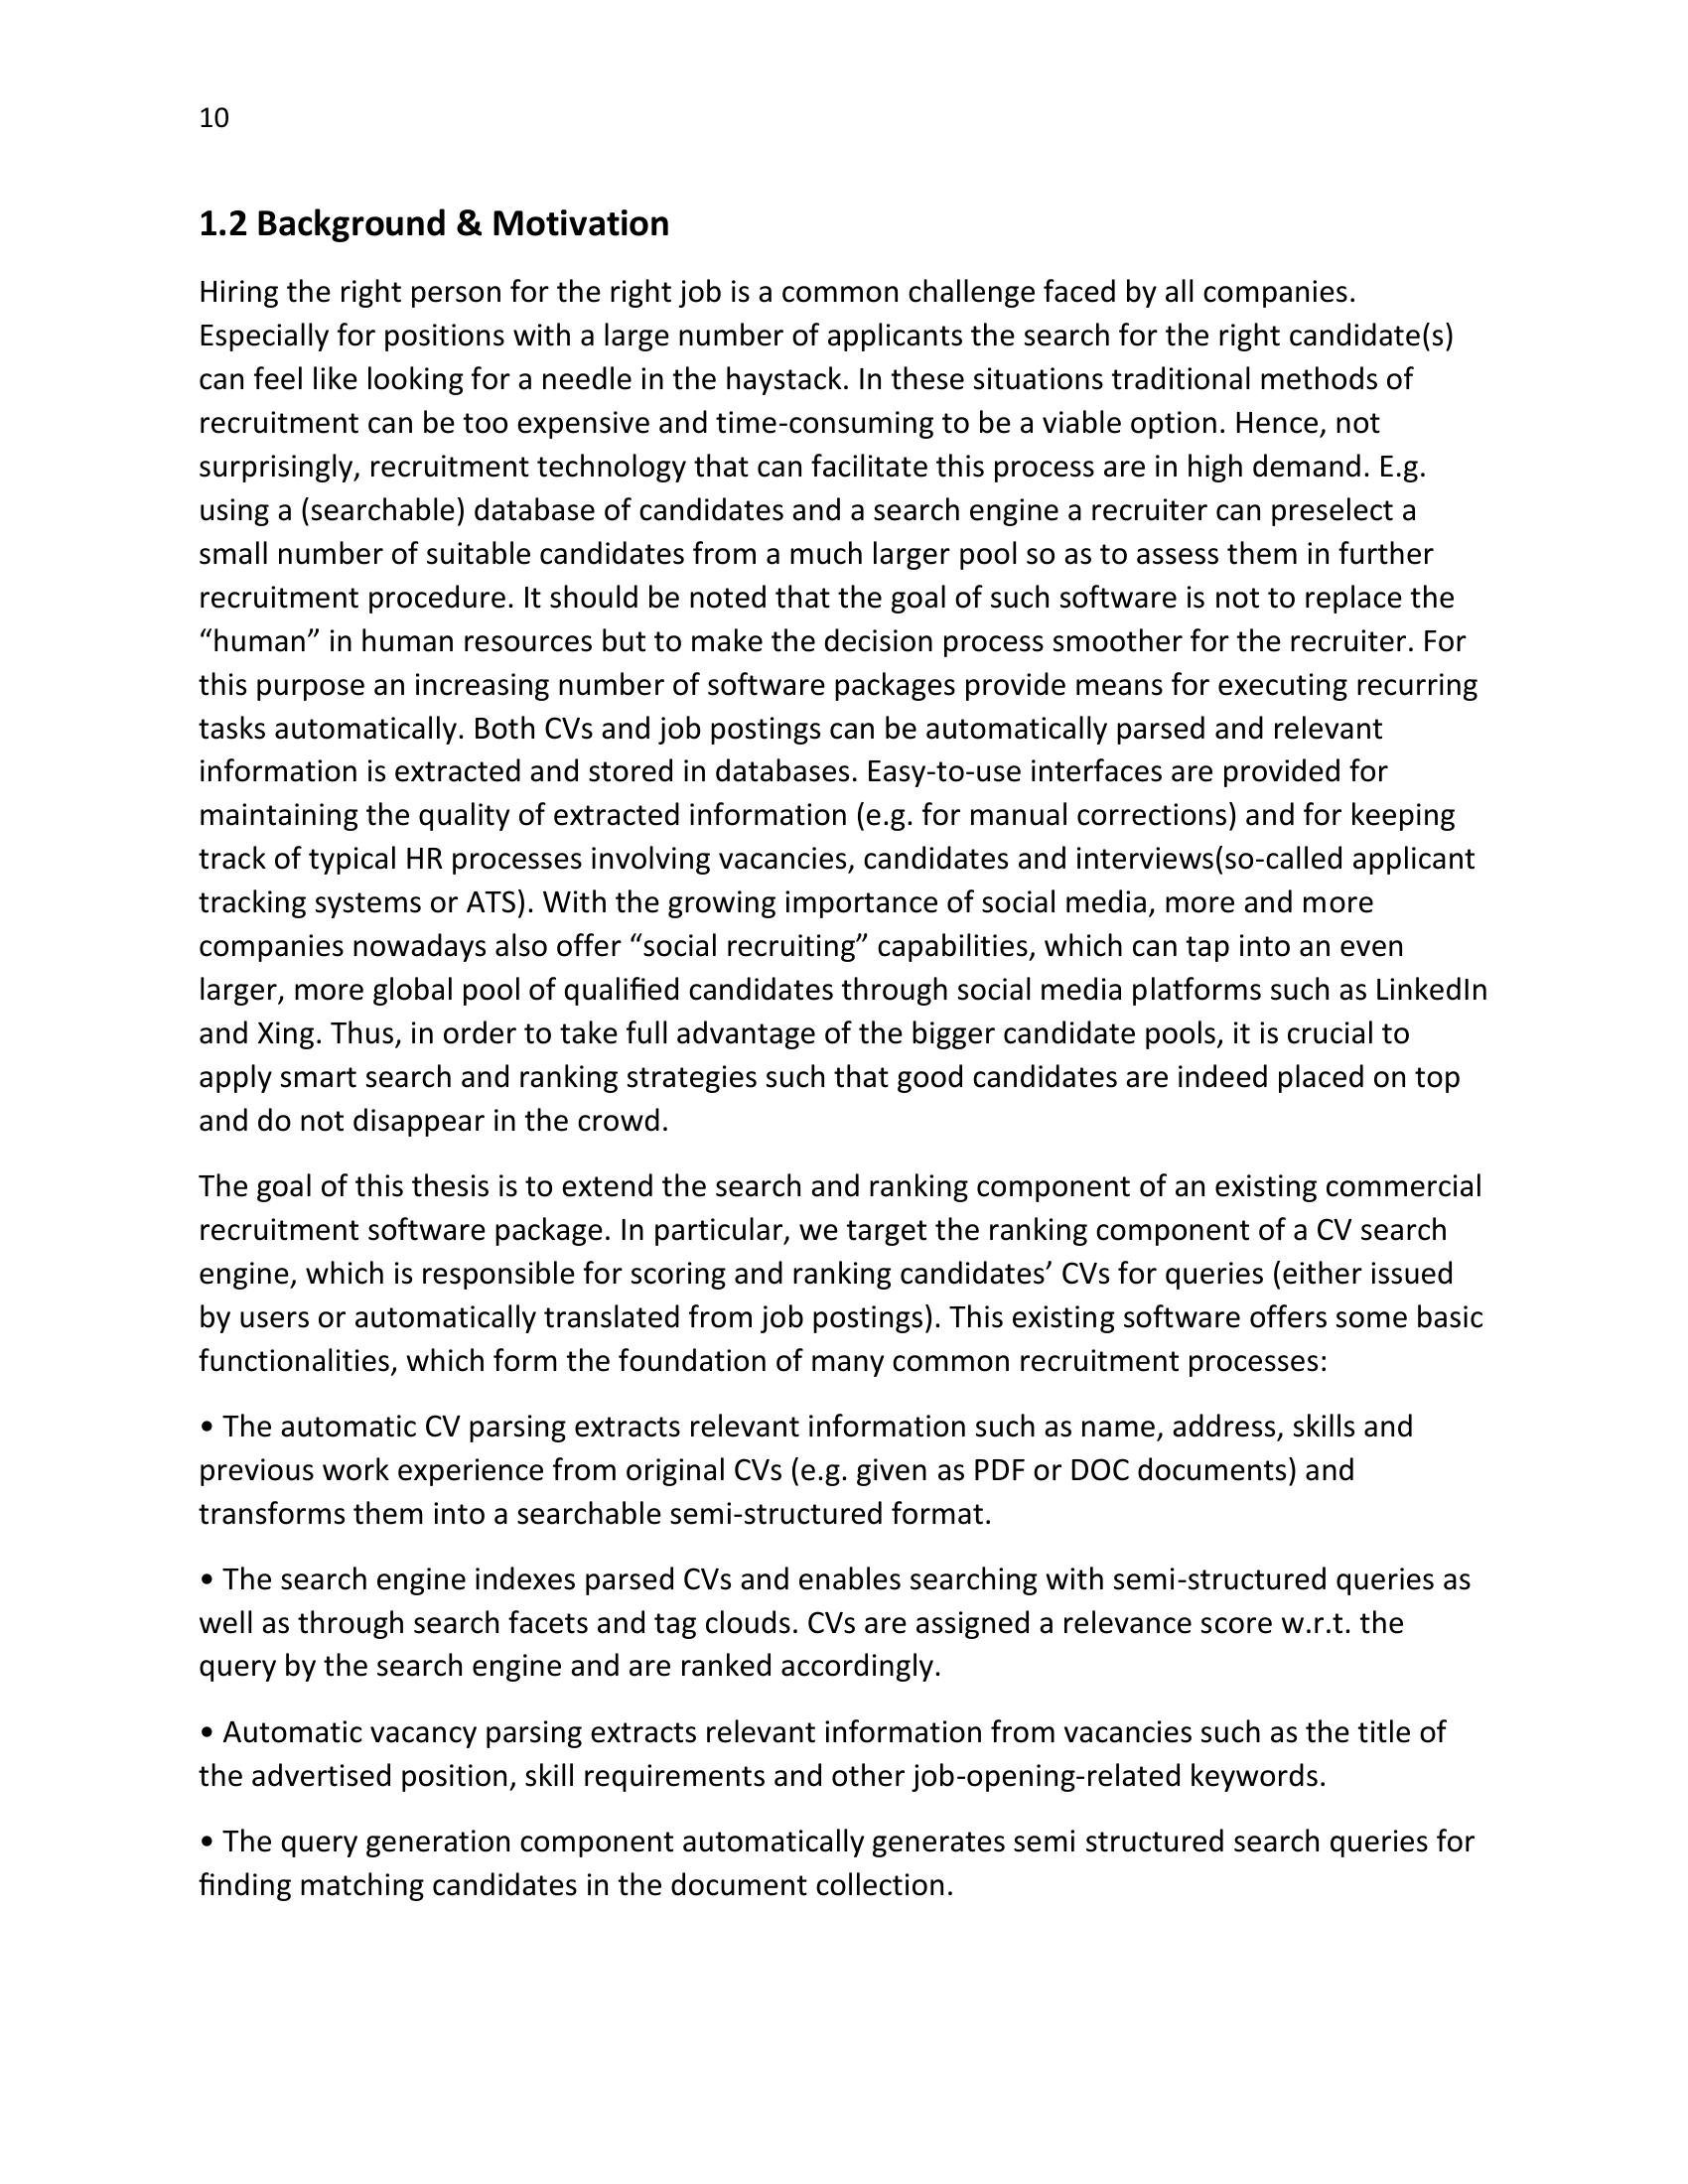 10
1.2 Background & Motivation
Hiring the right person for the right job is a common challenge faced by all companies.
Especially for positions with a large number of applicants the search for the right candidate(s)
can feel like looking for a needle in the haystack. In these situations traditional methods of
recruitment can be too expensive and time-consuming to be a viable option. Hence, not
surprisingly, recruitment technology that can facilitate this process are in high demand. E.g.
using a (searchable) database of candidates and a search engine a recruiter can preselect a
small number of suitable candidates from a much larger pool so as to assess them in further
recruitment procedure. It should be noted that the goal of such software is not to replace the
“human” in human resources but to make the decision process smoother for the recruiter. For
this purpose an increasing number of software packages provide means for executing recurring
tasks automatically. Both CVs and job postings can be automatically parsed and relevant
information is extracted and stored in databases. Easy-to-use interfaces are provided for
maintaining the quality of extracted information (e.g. for manual corrections) and for keeping
track of typical HR processes involving vacancies, candidates and interviews(so-called applicant
tracking systems or ATS). With the growing importance of social media, more and more
companies nowadays also offer “social recruiting” capabilities, which can tap into an even
larger, more global pool of qualified candidates through social media platforms such as LinkedIn
and Xing. Thus, in order to take full advantage of the bigger candidate pools, it is crucial to
apply smart search and ranking strategies such that good candidates are indeed placed on top
and do not disappear in the crowd.
The goal of this thesis is to extend the search and ranking component of an existing commercial
recruitment software package. In particular, we target the ranking component of a CV search
engine, which is responsible for scoring and ranking candidates’ CVs for queries (either issued
by users or automatically translated from job postings). This existing software offers some basic
functionalities, which form the foundation of many common recruitment processes:
• The automatic CV parsing extracts relevant information such as name, address, skills and
previous work experience from original CVs (e.g. given as PDF or DOC documents) and
transforms them into a searchable semi-structured format.
• The search engine indexes parsed CVs and enables searching with semi-structured queries as
well as through search facets and tag clouds. CVs are assigned a relevance score w.r.t. the
query by the search engine and are ranked accordingly.
• Automatic vacancy parsing extracts relevant information from vacancies such as the title of
the advertised position, skill requirements and other job-opening-related keywords.
• The query generation component automatically generates semi structured search queries for
finding matching candidates in the document collection.